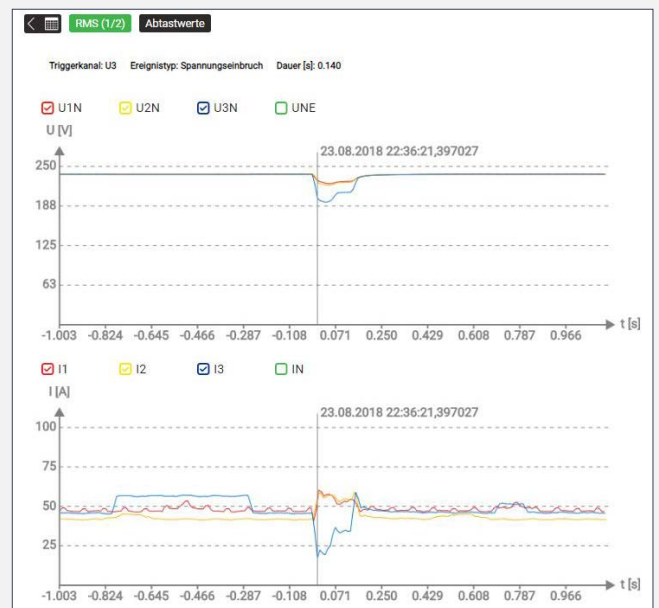 RMS (1/2) Abtastwerte
Triggerkanal: U3 Ereignistyp: Spannungseinbruch Dauer [s]: 0.140
U1N U2N U3N UNE
U [V]
23.08.2018 22:36:21,397027
250
188
125
63
-1.003 -0.824 -0.645 -0.466 -0.287 -0.108 0.071 0.250 0.429 0.608 0.787 0.966 t [s]
I1 I2 I3 IN
I [A]
23.08.2018 22:36:21,397027
100
75
50
25
-1.003 -0.824 -0.645 -0.466 -0.287 -0.108 0.071 0.250 0.429 0.608 0.787 0.966 t [s]